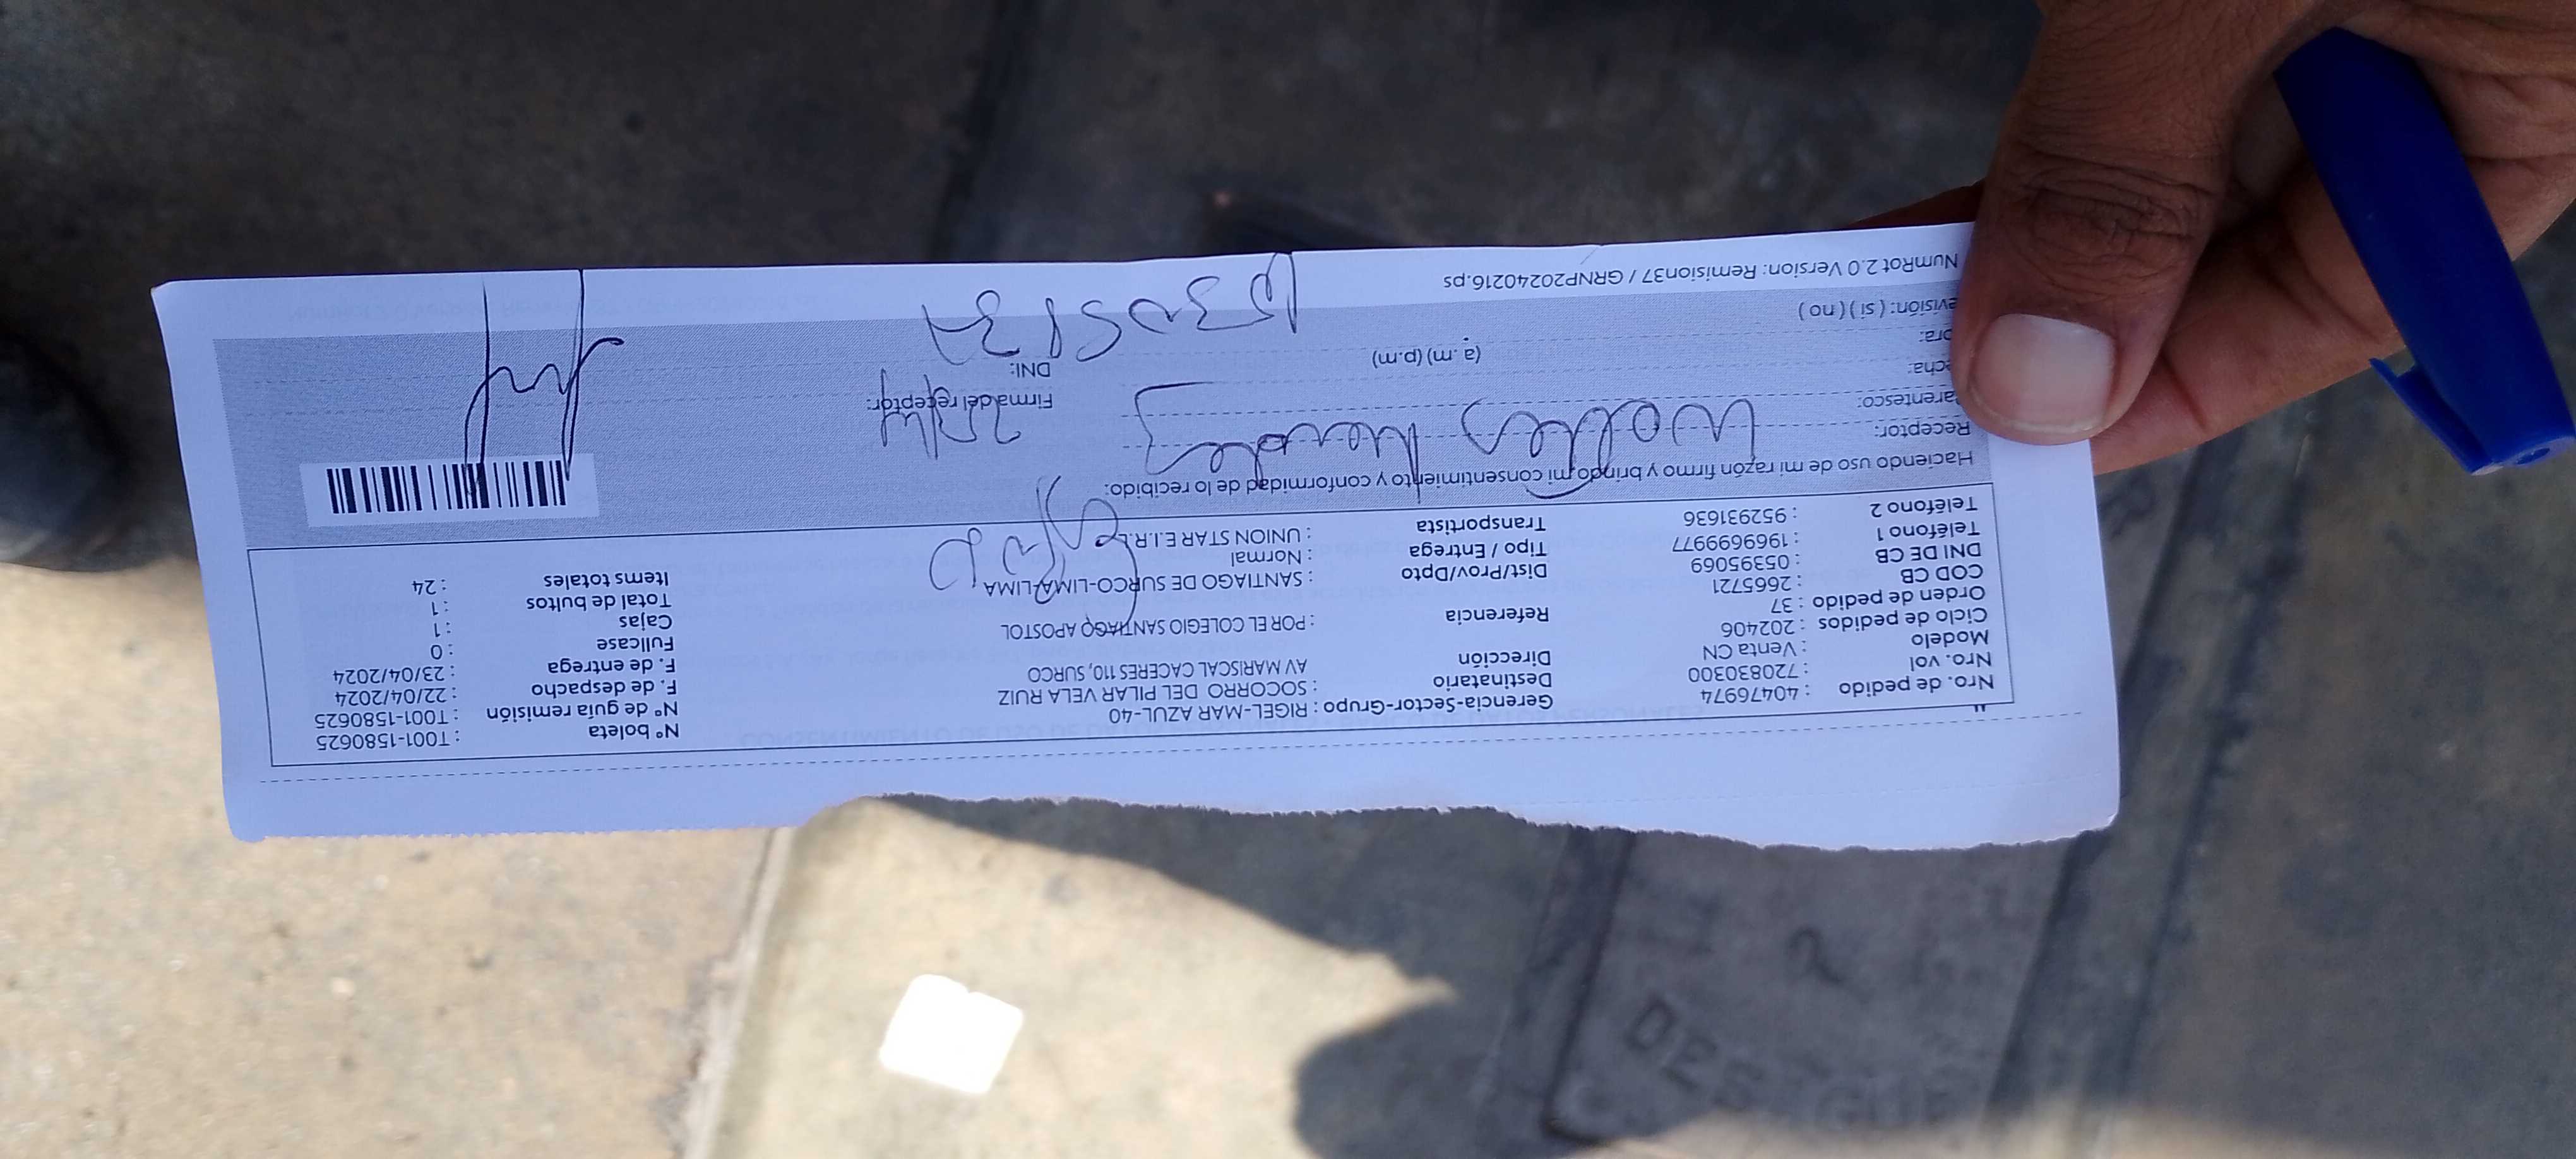 Nro. de pedido : 40476974 Gerencia-Sector-Grupo : RIGEL-MAR AZUL-40 N° boleta : T001-1580625
Nro. vol : 720830300 Destinatario : SOCORRO DEL PILAR VELA RUIZ N° de guía remisión : T001-1580625
Modelo : Venta CN Dirección AV MARISCAL CACERES 110, SURCO F. de despacho : 22/04/2024
Ciclo de pedidos : 202406 F. de entrega : 23/04/2024
Orden de pedido : 37 Referencia : POR EL COLEGIO SANTIAGO APOSTOL Fullcase : 0
COD CB : 2665721 Cajas : 1
DNI DE CB : 05395069 Dist/Prov/Dpto : SANTIAGO DE SURCO-LIMA-LIMA Total de bultos : 1
Teléfono 1 : 196969977 Tipo / Entrega : Normal Items totales : 24
Teléfono 2 : 952931636 Transportista : UNION STAR E.I.R.L.
Haciendo uso de mi razón firmo y brindo mi consentimiento y conformidad de lo recibido:
Receptor:
arentesco:
echa: Firma del receptor:
ora: (a. m) (p.m) DNI:
evisión: ( si ) ( no )
NumRot 2.0 Version: Remision37 / GRNP20240216.ps